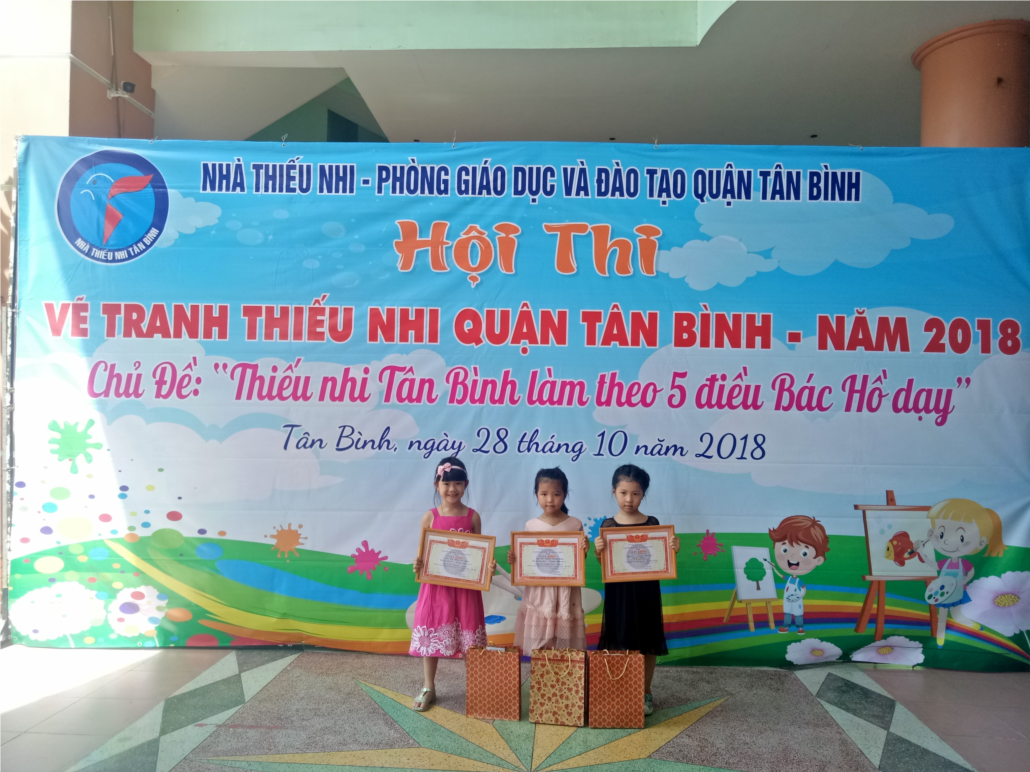 NHÀ THIẾU NHI - PHÒNG GIÁO DỤC VÀ ĐÀO TẠO QUẬN TÂN BÌNH
NHÀ THIẾU NHI TÂN BÌNH
Hội Thi
VẼ TRANH THIẾU NHI QUẬN TÂN BÌNH - NĂM 2018
Chủ Đề: "Thiếu nhi Tân Bình làm theo 5 điều Bác Hồ dạy"
Tân Bình, ngày 28 tháng 10 năm 2018